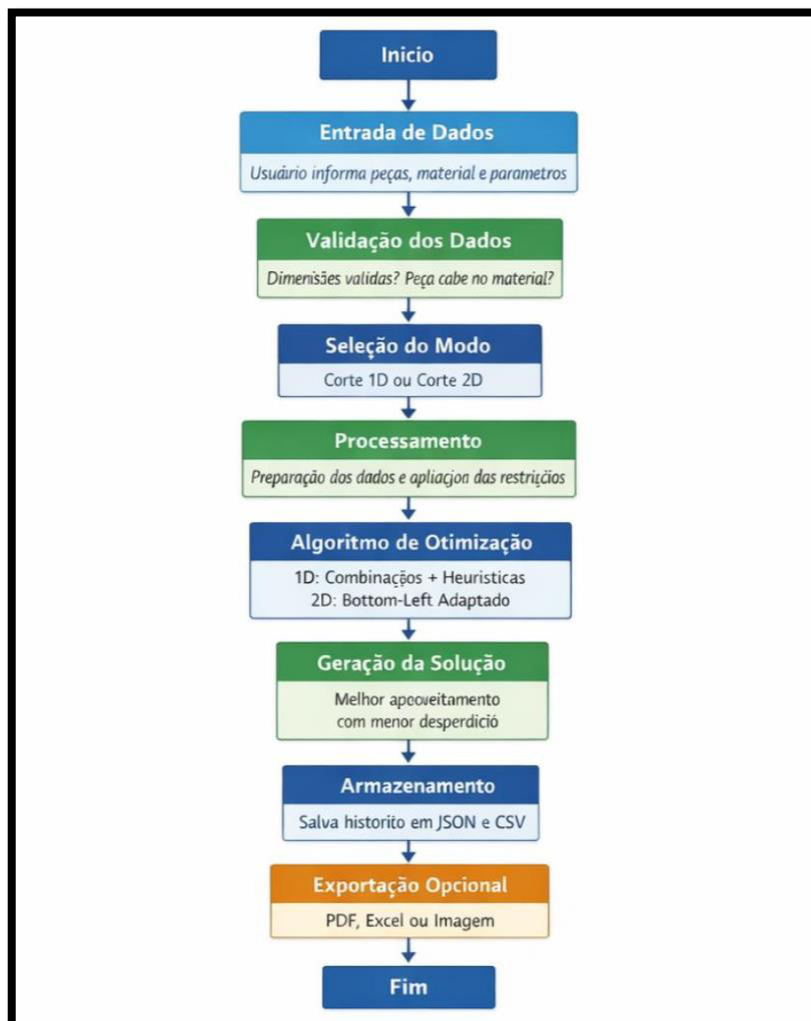 Inicio
Entrada de Dados
Usuário informa peças, material e parametros
Validação dos Dados
Dimenisães validas? Peça cabe no material?
Seleção do Modo
Corte 1D ou Corte 2D
Processamento
Preparação dos dados e apliacjon das restriições
Algoritmo de Otimização
1D: Combinações + Heuristicas
2D: Bottom-Left Adaptado
Geração da Solução
Melhor apooveitamento
com menor desperdició
Armazenamento
Salva historito em JSON e CSV
Exportação Opcional
PDF, Excel ou Imagem
Fim